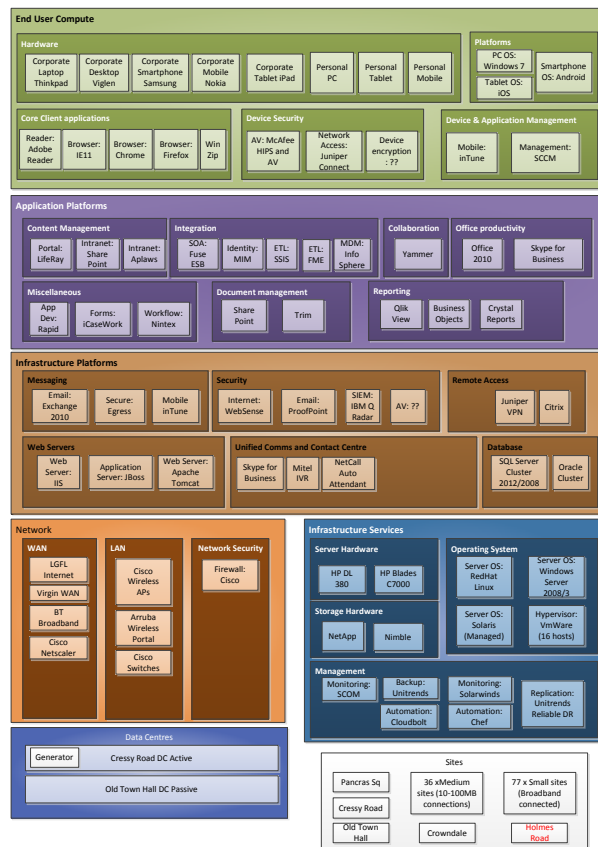 End User Compute
Hardware
Corporate
Laptop
Thinkpad
Corporate
Desktop
Viglen
Corporate
Smartphone
Samsung
Corporate
Mobile
Nokia
Corporate
Tablet iPad
Personal
PC
Personal
Tablet
Personal
Mobile
Platforms
PC OS:
Windows 7
Tablet OS:
iOS
Smartphone
OS: Android
Core Client applications
Reader:
Adobe
Reader
Browser:
IE11
Browser:
Chrome
Browser:
Firefox
Win
Zip
Device Security
AV: McAfee
HIPS and
AV
Network
Access:
Juniper
Connect
Device
encryption
: ??
Device & Application Management
Mobile:
inTune
Management:
SCCM
Application Platforms
Content Management
Portal:
LifeRay
Intranet:
Share
Point
Intranet:
Aplaws
Integration
SOA:
Fuse
ESB
Identity:
MIM
ETL:
SSIS
ETL:
FME
MDM:
Info
Sphere
Collaboration
Yammer
Office productivity
Office
2010
Skype for
Business
Miscellaneous
App
Dev:
Rapid
Forms:
iCaseWork
Workflow:
Nintex
Document management
Share
Point
Trim
Reporting
Qlik
View
Business
Objects
Crystal
Reports
Infrastructure Platforms
Messaging
Email:
Exchange
2010
Secure:
Egress
Mobile
inTune
Security
Internet:
WebSense
Email:
ProofPoint
SIEM:
IBM Q
Radar
AV: ??
Remote Access
Juniper
VPN
Citrix
Web Servers
Web
Server:
IIS
Application
Server: JBoss
Web Server:
Apache
Tomcat
Unified Comms and Contact Centre
Skype for
Business
Mitel
IVR
NetCall
Auto
Attendant
Database
SQL Server
Cluster
2012/2008
Oracle
Cluster
Network
WAN
LGFL
Internet
Virgin WAN
BT
Broadband
Cisco
Netscaler
LAN
Cisco
Wireless
APs
Arruba
Wireless
Portal
Cisco
Switches
Network Security
Firewall:
Cisco
Infrastructure Services
Server Hardware
HP DL
380
HP Blades
C7000
Operating System
Server OS:
RedHat
Linux
Server OS:
Windows
Server
2008/3
Server OS:
Solaris
(Managed)
Hypervisor:
VmWare
(16 hosts)
Storage Hardware
NetApp
Nimble
Management
Monitoring:
SCOM
Backup:
Unitrends
Monitoring:
Solarwinds
Automation:
Cloudbolt
Automation:
Chef
Replication:
Unitrends
Reliable DR
Data Centres
Generator
Cressy Road DC Active
Old Town Hall DC Passive
Sites
Pancras Sq
Cressy Road
Old Town
Hall
36 xMedium
sites (10-100MB
connections)
Crowndale
77 x Small sites
(Broadband
connected)
Holmes
Road